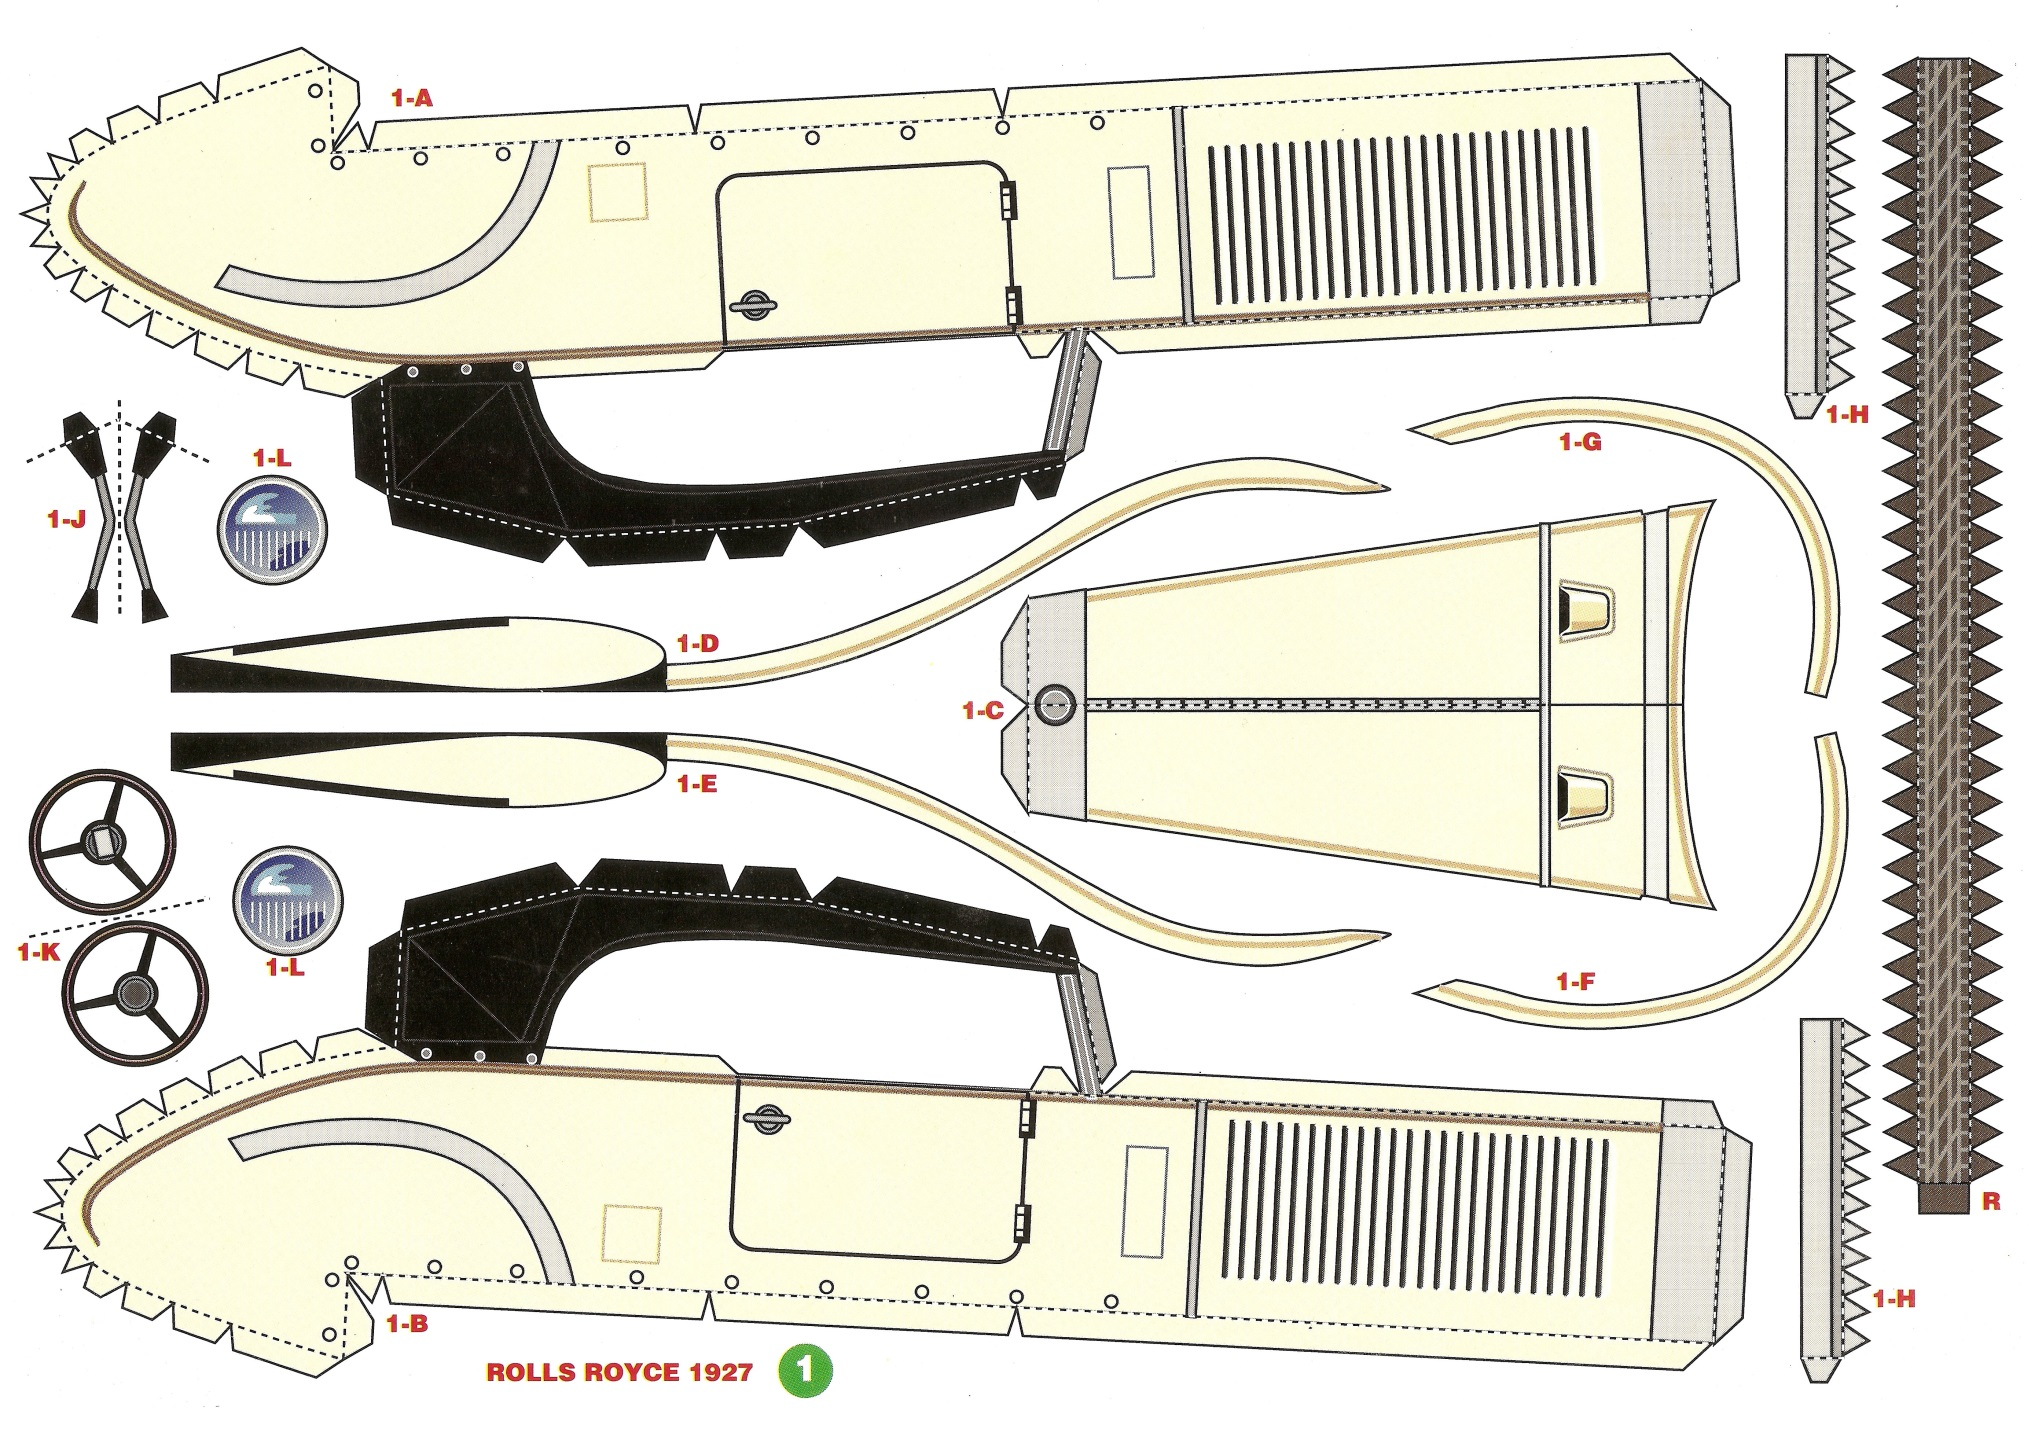 1-A
1-H
1-G
1-L
1-J
1-D
1-C
1-E
1-K
1-L
1-F
R
1-H
1-B
ROLLS ROYCE 1927 1